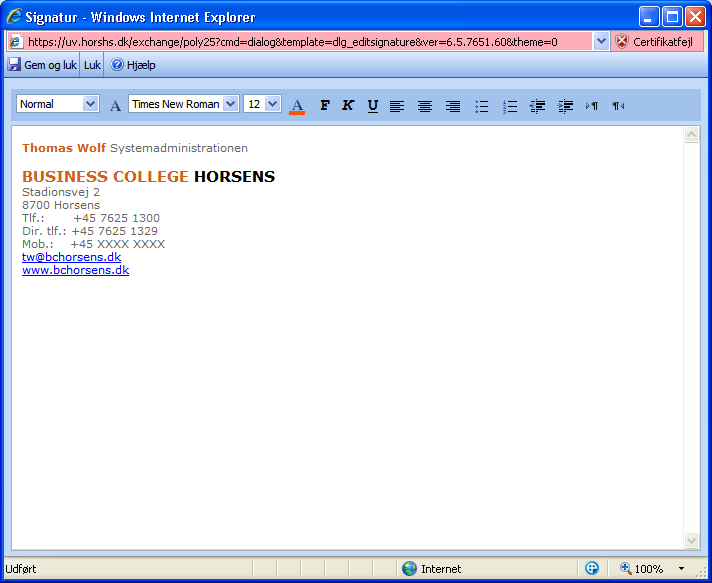 Signatur - Windows Internet Explorer
https://uv.horshs.dk/exchange/poly25?cmd=dialog&template=dlg_editsignature&ver=6.5.7651.60&theme=0 Certifikatfejl
Gem og luk Luk Hjælp
Normal A Times New Roman 12 A F K U
Thomas Wolf Systemadministrationen
BUSINESS COLLEGE HORSENS
Stadionsvej 2
8700 Horsens
Tlf.: +45 7625 1300
Dir. tlf.: +45 7625 1329
Mob.: +45 XXXX XXXX
tw@bchorsens.dk
www.bchorsens.dk
Udført Internet 100%